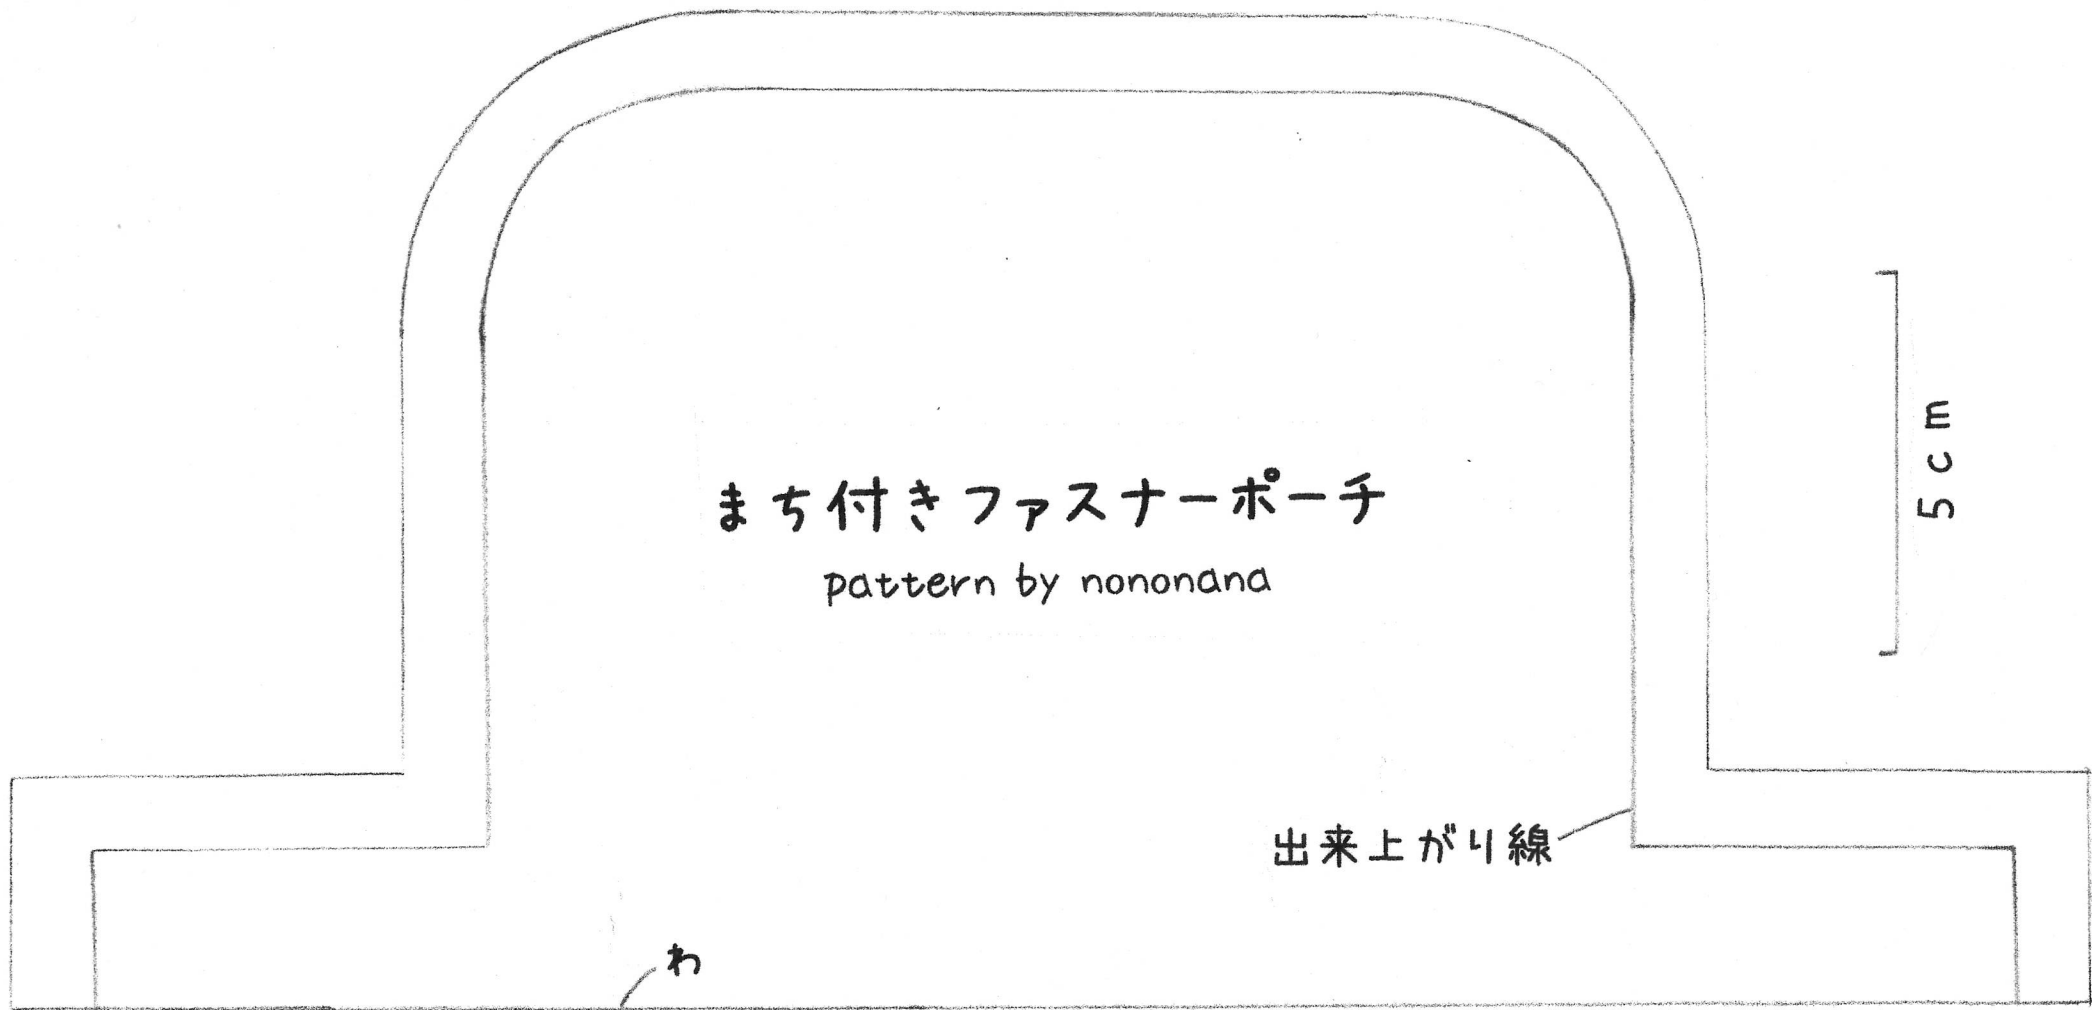 まち付きファスナーポーチ
pattern by nononana
5cm
出来上がり線
わ